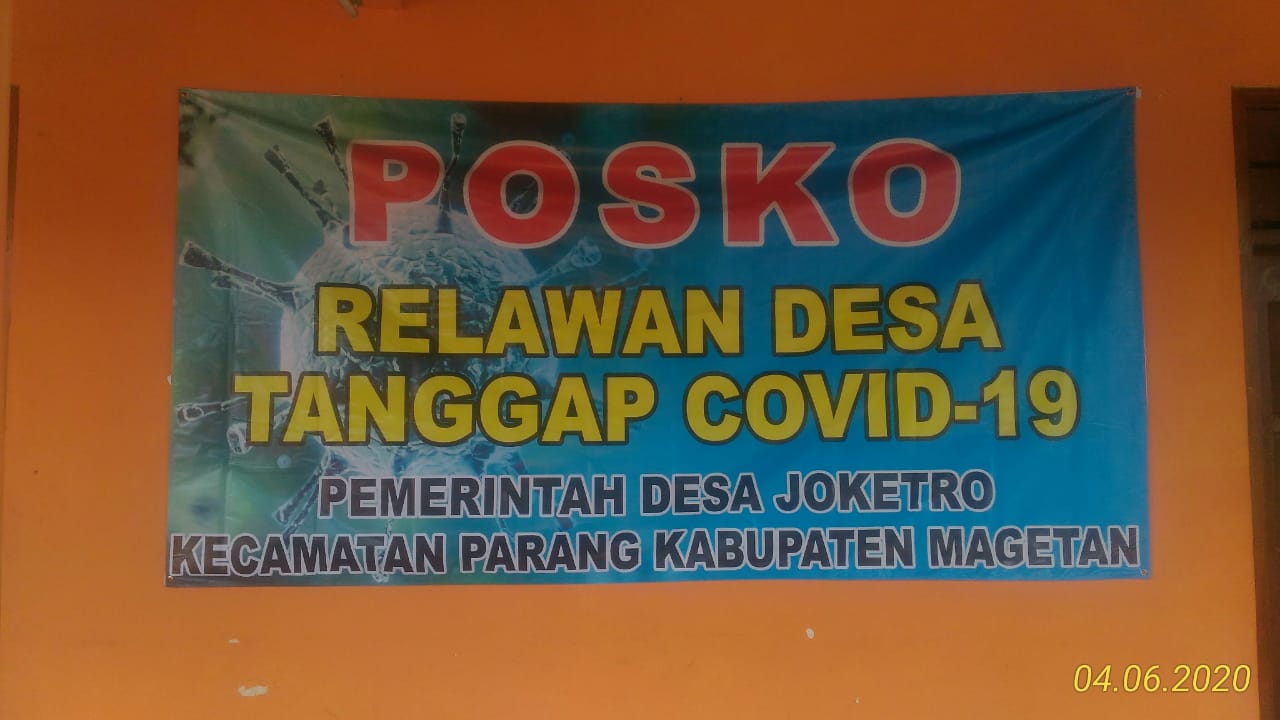 POSKO
RELAWAN DESA
TANGGAP COVID-19
PEMERINTAH DESA JOKETRO
KECAMATAN PARANG KABUPATEN MAGETAN
04.06.2020